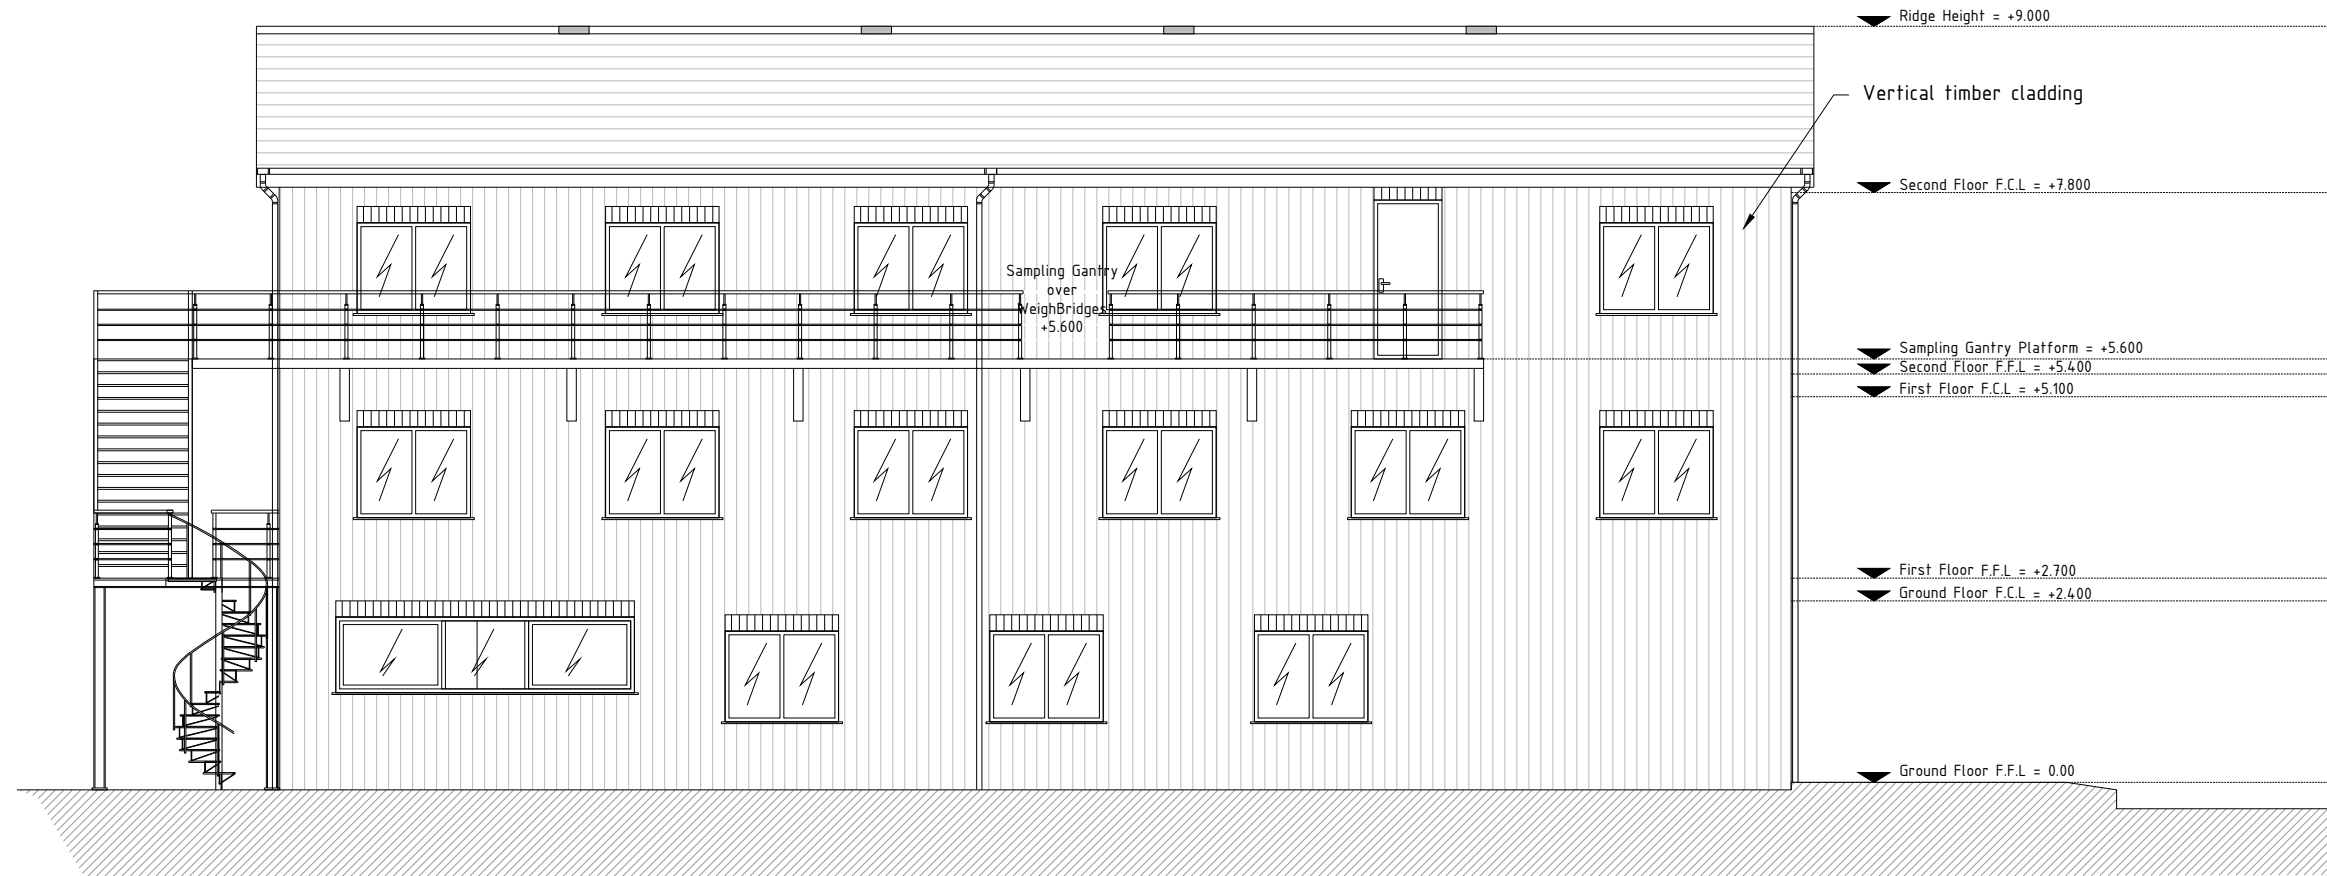 Ridge Height = +9.000
Vertical timber cladding
Second Floor F.C.L = +7.800
Sampling Gantry
over
WeighBridges
+5.600
Sampling Gantry Platform = +5.600
Second Floor F.F.L = +5.400
First Floor F.C.L = +5.100
First Floor F.F.L = +2.700
Ground Floor F.C.L = +2.400
Ground Floor F.F.L = 0.00